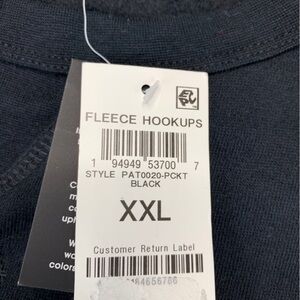 FLEECE HOOKUPS
1 94949 53700 7
STYLE PAT0020-PCKT
BLACK
XXL
Customer Return Label